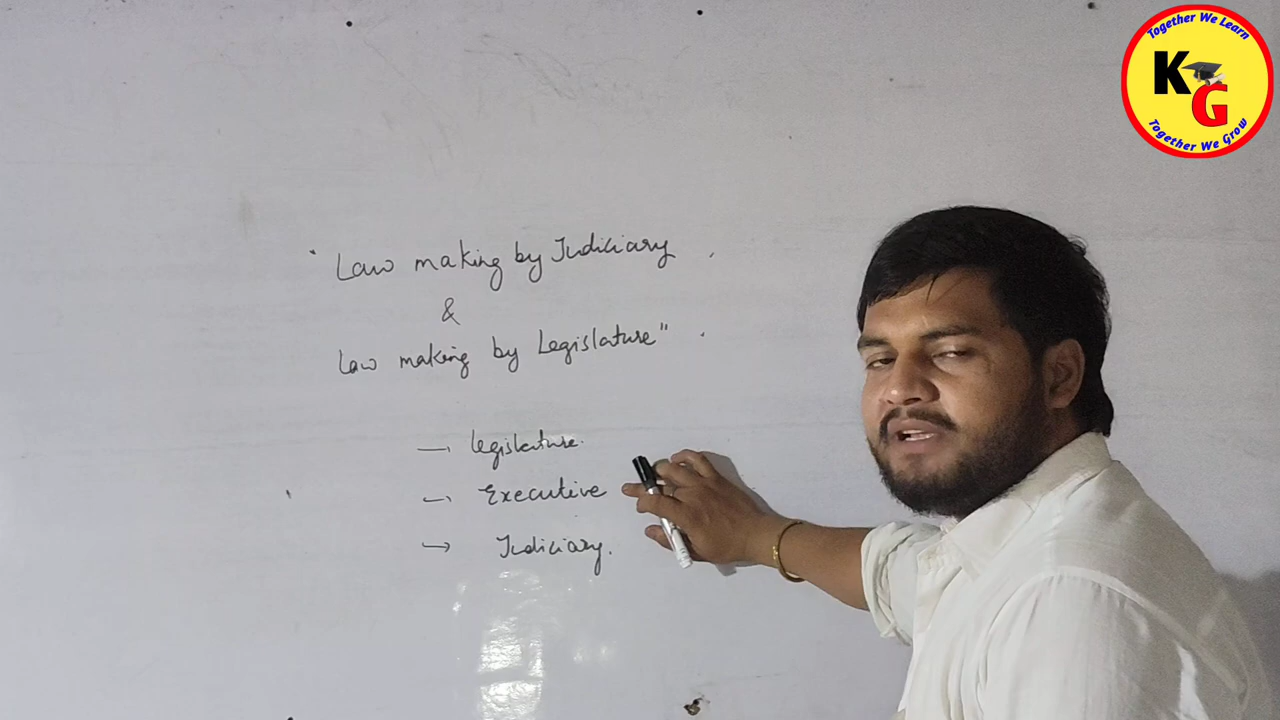 "Law making by Judiciary.
&
Law making by Legislature".
→ legislature.
→ Executive
→ Judiciary.
Together We Learn
KG
Together We Grow